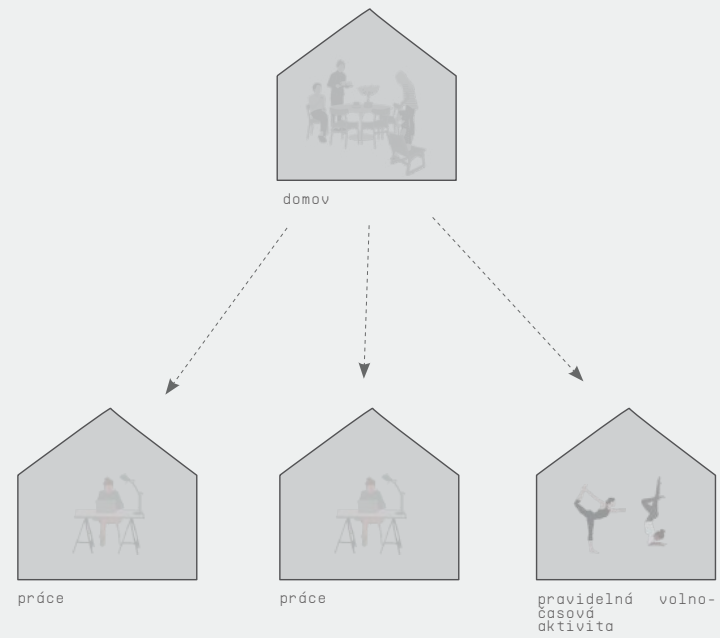 domov
práce
práce
pravidelná volno-
časová
aktivita